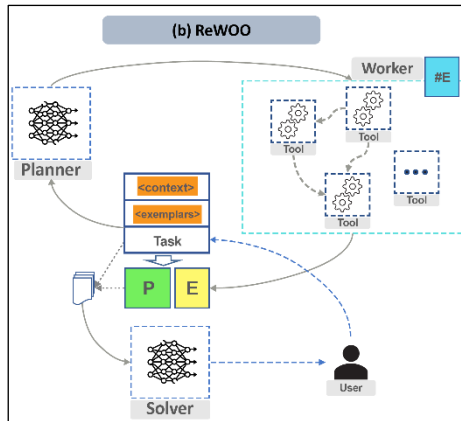 (b) ReWOO
Worker
#E
Tool
Tool
Tool
Tool
Planner
<context>
<exemplars>
Task
P
E
Solver
User